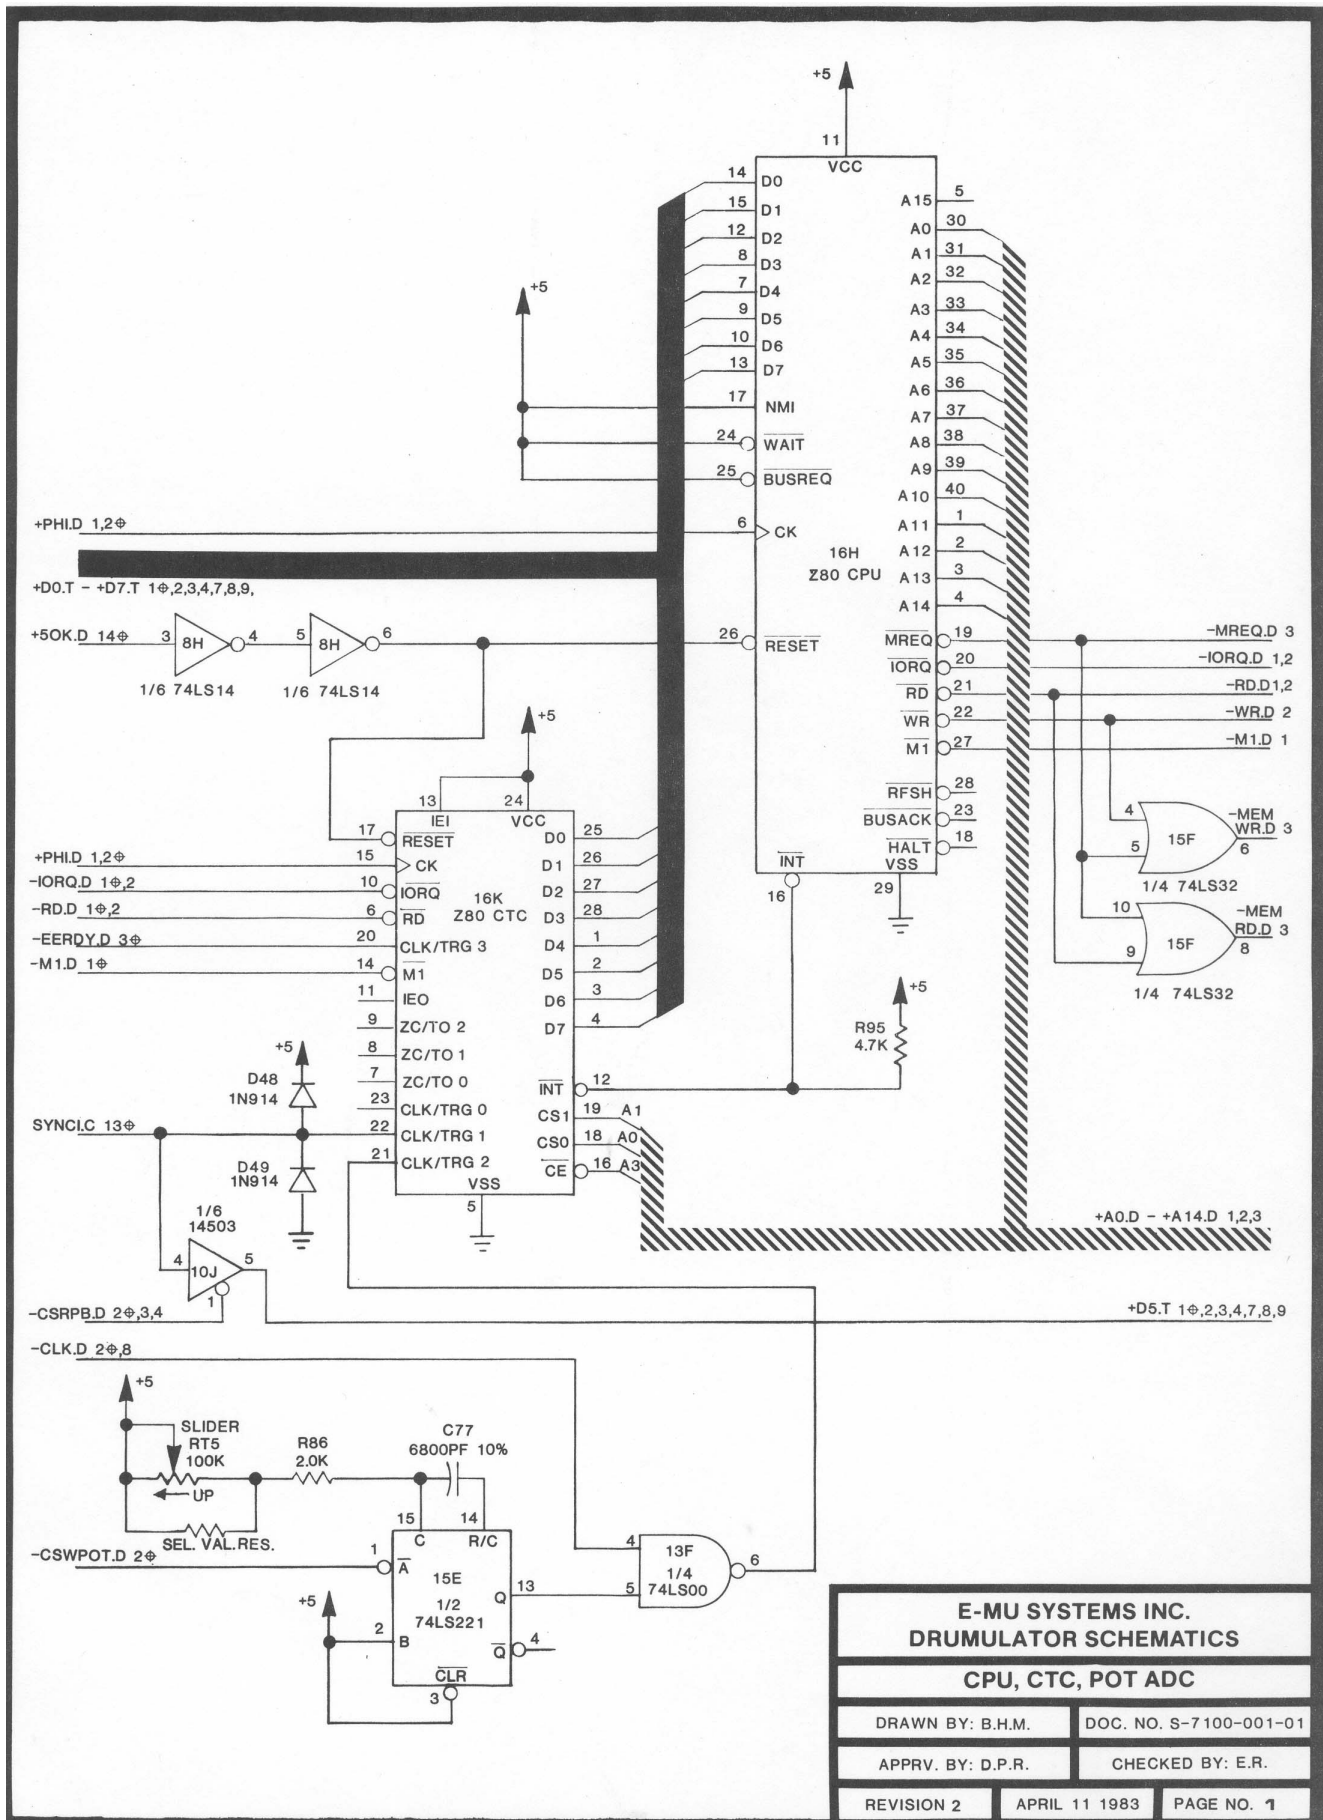 +5
11
VCC
14 D0
15 D1
12 D2
8 D3
7 D4
9 D5
10 D6
13 D7
17 NMI
24 WAIT
25 BUSREQ
6 CK
16H
Z80 CPU
26 RESET
A15 5
A0 30
A1 31
A2 32
A3 33
A4 34
A5 35
A6 36
A7 37
A8 38
A9 39
A10 40
A11 1
A12 2
A13 3
A14 4
MREQ 19
IORQ 20
RD 21
WR 22
M1 27
RFSH 28
BUSACK 23
HALT 18
VSS
29
INT
16
+5
+PHI.D 1,2⌖
+D0.T – +D7.T 1⌖,2,3,4,7,8,9,
+5OK.D 14⌖
3 8H 4
5 8H 6
1/6 74LS14
1/6 74LS14
-MREQ.D 3
-IORQ.D 1,2
-RD.D1,2
-WR.D 2
-M1.D 1
4
5
15F
-MEM
WR.D 3
6
1/4 74LS32
10
9
15F
-MEM
RD.D 3
8
1/4 74LS32
+5
13
IEI
24
VCC
17 RESET
+PHI.D 1,2⌖
15 CK
-IORQ.D 1⌖,2
10 IORQ
-RD.D 1⌖,2
6 RD
-EERDY.D 3⌖
20 CLK/TRG 3
-M1.D 1⌖
14 M1
11 IEO
9 ZC/TO 2
8 ZC/TO 1
7 ZC/TO 0
23 CLK/TRG 0
22 CLK/TRG 1
21 CLK/TRG 2
16K
Z80 CTC
D0 25
D1 26
D2 27
D3 28
D4 1
D5 2
D6 3
D7 4
INT 12
CS1 19 A1
CS0 18 A0
CE 16 A3
VSS
5
+5
R95
4.7K
+5
D48
1N914
SYNCI.C 13⌖
D49
1N914
1/6
14503
4 10J 5
1
-CSRPB.D 2⌖,3,4
+A0.D – +A14.D 1,2,3
+D5.T 1⌖,2,3,4,7,8,9
-CLK.D 2⌖,8
+5
SLIDER
RT5
100K
UP
SEL. VAL.RES.
R86
2.0K
C77
6800PF 10%
15
C
14
R/C
-CSWPOT.D 2⌖
1 A
15E
1/2
74LS221
Q 13
+5
2 B
Q 4
CLR
3
4
5
13F
1/4
74LS00
6
E-MU SYSTEMS INC.
DRUMULATOR SCHEMATICS
CPU, CTC, POT ADC
DRAWN BY: B.H.M.
DOC. NO. S-7100-001-01
APPRV. BY: D.P.R.
CHECKED BY: E.R.
REVISION 2
APRIL 11 1983
PAGE NO. 1